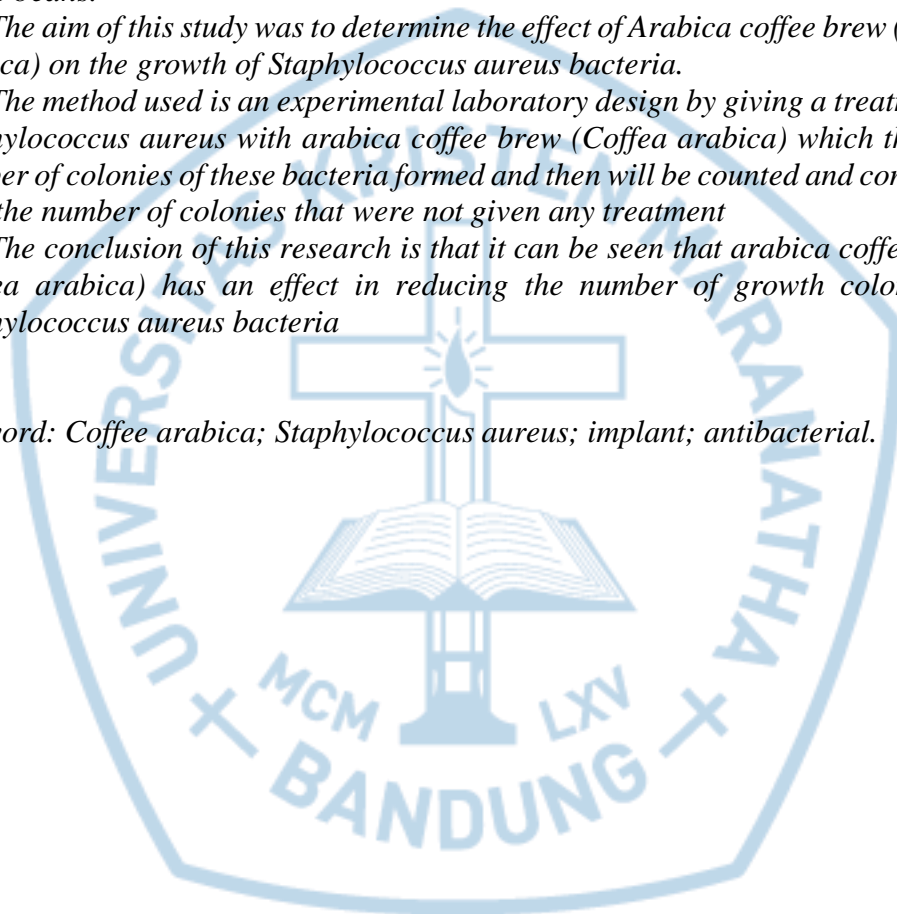 The aim of this study was to determine the effect of Arabica coffee brew (
ca) on the growth of Staphylococcus aureus bacteria.
The method used is an experimental laboratory design by giving a treat
ylococcus aureus with arabica coffee brew (Coffea arabica) which th
er of colonies of these bacteria formed and then will be counted and con
the number of colonies that were not given any treatment
The conclusion of this research is that it can be seen that arabica coffe
ea arabica) has an effect in reducing the number of growth color
ylococcus aureus bacteria
ord: Coffee arabica; Staphylococcus aureus; implant; antibacterial.
UNIVERSITAS KRISTEN MARANATHA
MCM LXV
BANDUNG